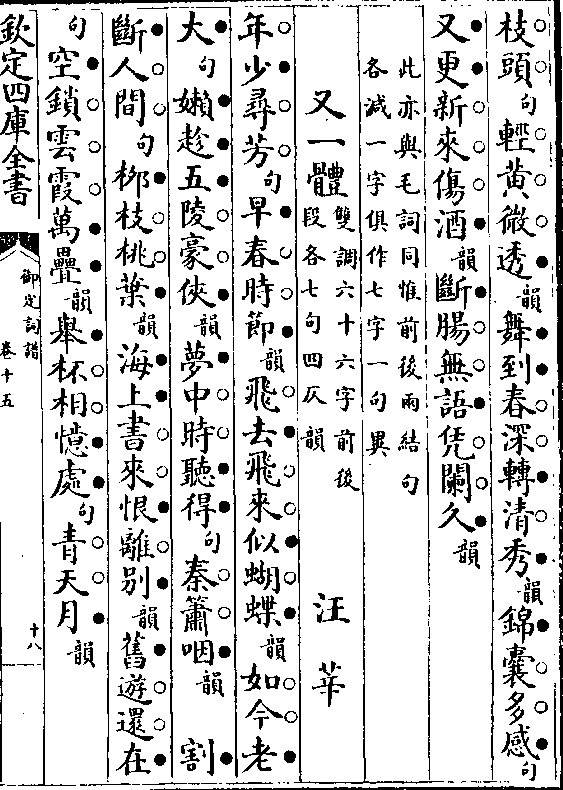 枝頭句輕黃微透韻舞到春深轉清秀韻錦囊多感句
又更新來傷酒韻斷腸無語凭闌久韻
此亦與毛詞同惟前後兩結句
各減一字俱作七字一句異
又一體雙調六十六字前後段各七句四仄韻 汪莘
年少尋芳句早春時節韻飛去飛來似蝴蝶韻如今老
大句嬾趁五陵豪俠韻夢中時聽得句秦簫咽韻 割
斷人間句柳枝桃葉韻海上書來恨離別韻舊遊還在
句空鎖雲霞萬疊韻舉杯相憶處句青天月韻
欽定四庫全書
御定詞譜
卷十五
十八